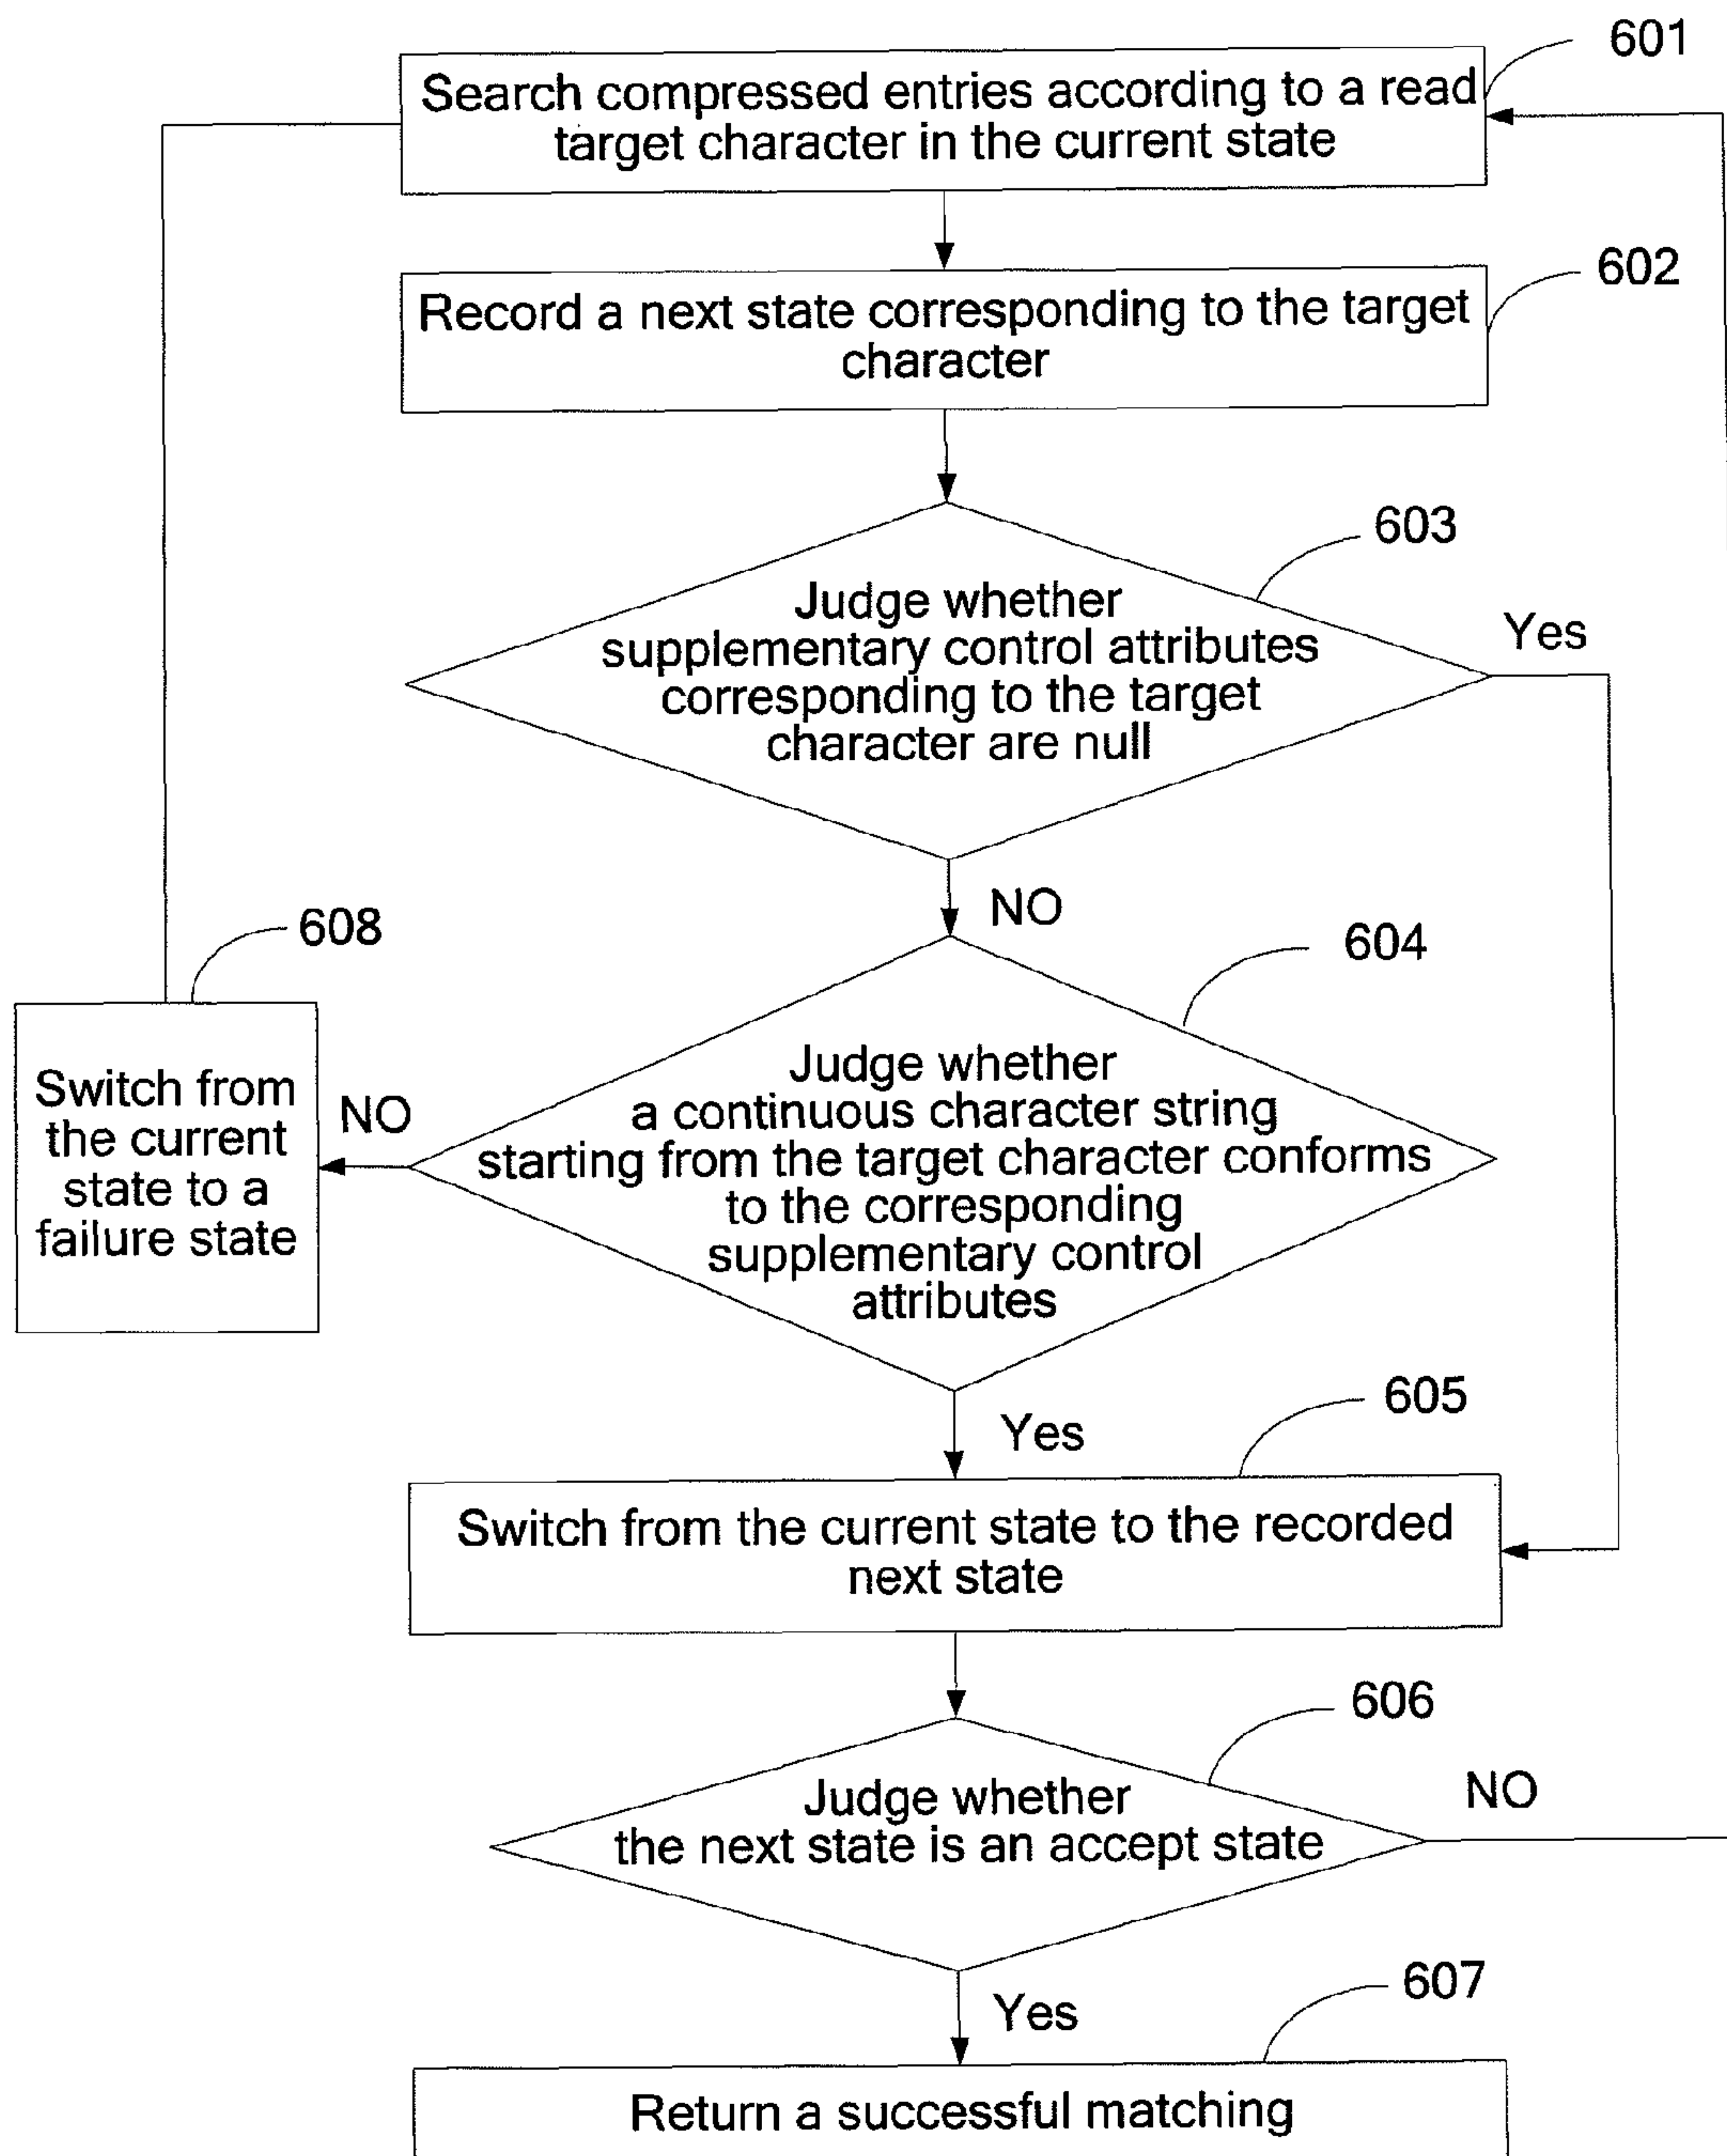 601
Search compressed entries according to a read
target character in the current state
602
Record a next state corresponding to the target
character
603
Judge whether
supplementary control attributes
corresponding to the target
character are null
Yes
NO
608
604
Switch from
the current
state to a
failure state
NO
Judge whether
a continuous character string
starting from the target character conforms
to the corresponding
supplementary control
attributes
605
Yes
Switch from the current state to the recorded
next state
606
Judge whether
the next state is an accept state
NO
607
Yes
Return a successful matching